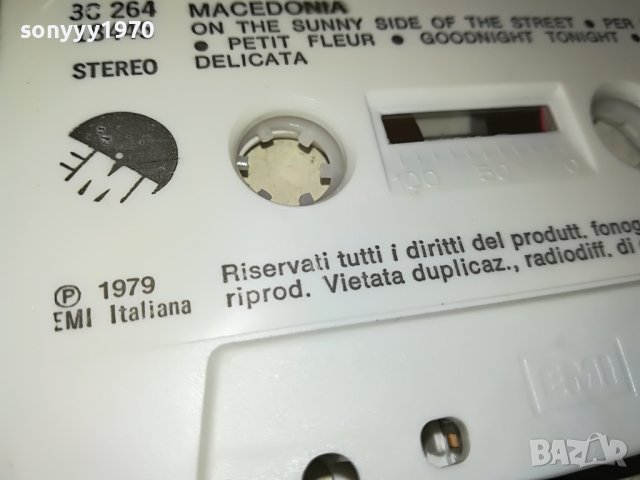 3C 264
MACEDONIA
sonyyy1970
ON THE SUNNY SIDE OF THE STREET • PER
• PETIT FLEUR • GOODNIGHT TONIGHT •
STEREO
DELICATA
100 50 0
Riservati tutti i diritti del produtt. fonog
riprod. Vietata duplicaz., radiodiff. di
Ⓟ 1979
EMI Italiana
EMI
BAZAR